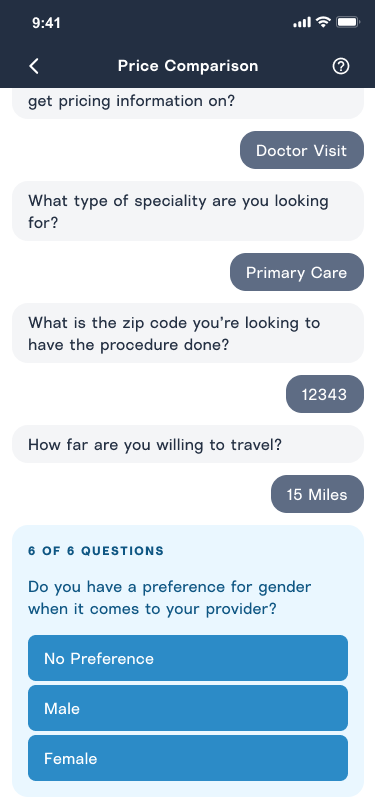 9:41
Price Comparison
get pricing information on?
Doctor Visit
What type of speciality are you looking
for?
Primary Care
What is the zip code you're looking to
have the procedure done?
12343
How far are you willing to travel?
15 Miles
6 OF 6 QUESTIONS
Do you have a preference for gender
when it comes to your provider?
No Preference
Male
Female